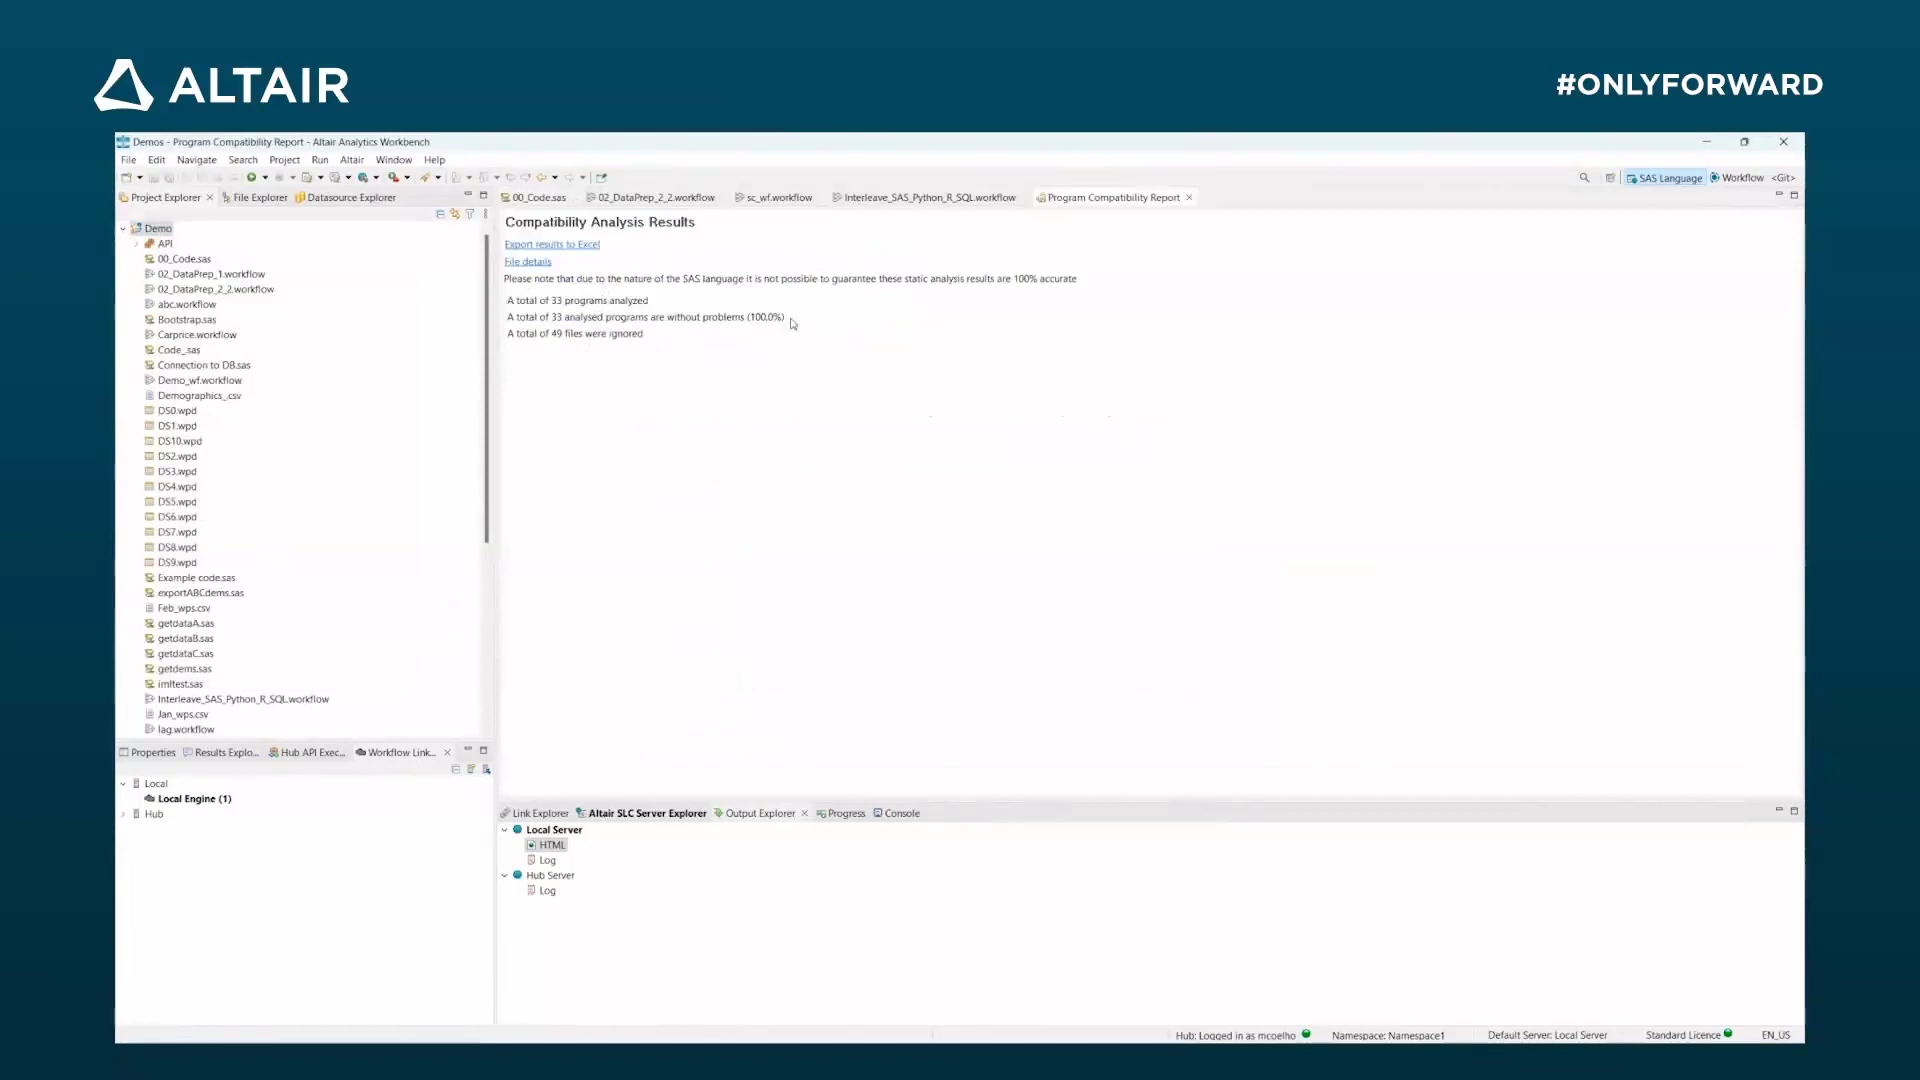 ALTAIR
#ONLYFORWARD
Demos - Program Compatibility Report - Altair Analytics Workbench
File Edit Navigate Search Project Run Altair Window Help
SAS Language Workflow <Git>
Project Explorer File Explorer Datasource Explorer
00_Code.sas 02_DataPrep_2_2.workflow sc_wf.workflow Interleave_SAS_Python_R_SQL.workflow Program Compatibility Report
Demo
API
00_Code.sas
02_DataPrep_1.workflow
02_DataPrep_2_2.workflow
abc.workflow
Bootstrap.sas
Carprice.workflow
Code_.sas
Connection to DB.sas
Demo_wf.workflow
Demographics_.csv
DS0.wpd
DS1.wpd
DS10.wpd
DS2.wpd
DS3.wpd
DS4.wpd
DS5.wpd
DS6.wpd
DS7.wpd
DS8.wpd
DS9.wpd
Example code.sas
exportABCdems.sas
Feb_wps.csv
getdataA.sas
getdataB.sas
getdataC.sas
getdems.sas
imltest.sas
Interleave_SAS_Python_R_SQL.workflow
Jan_wps.csv
lag.workflow
Compatibility Analysis Results
Export results to Excel
File details
Please note that due to the nature of the SAS language it is not possible to guarantee these static analysis results are 100% accurate
A total of 33 programs analyzed
A total of 33 analysed programs are without problems (100,0%)
A total of 49 files were ignored
Properties Results Explo... Hub API Exec... Workflow Link...
Local
Local Engine (1)
Hub
Link Explorer Altair SLC Server Explorer Output Explorer Progress Console
Local Server
HTML
Log
Hub Server
Log
Hub: Logged in as mcoelho Namespace: Namespace1 Default Server: Local Server Standard Licence EN_US